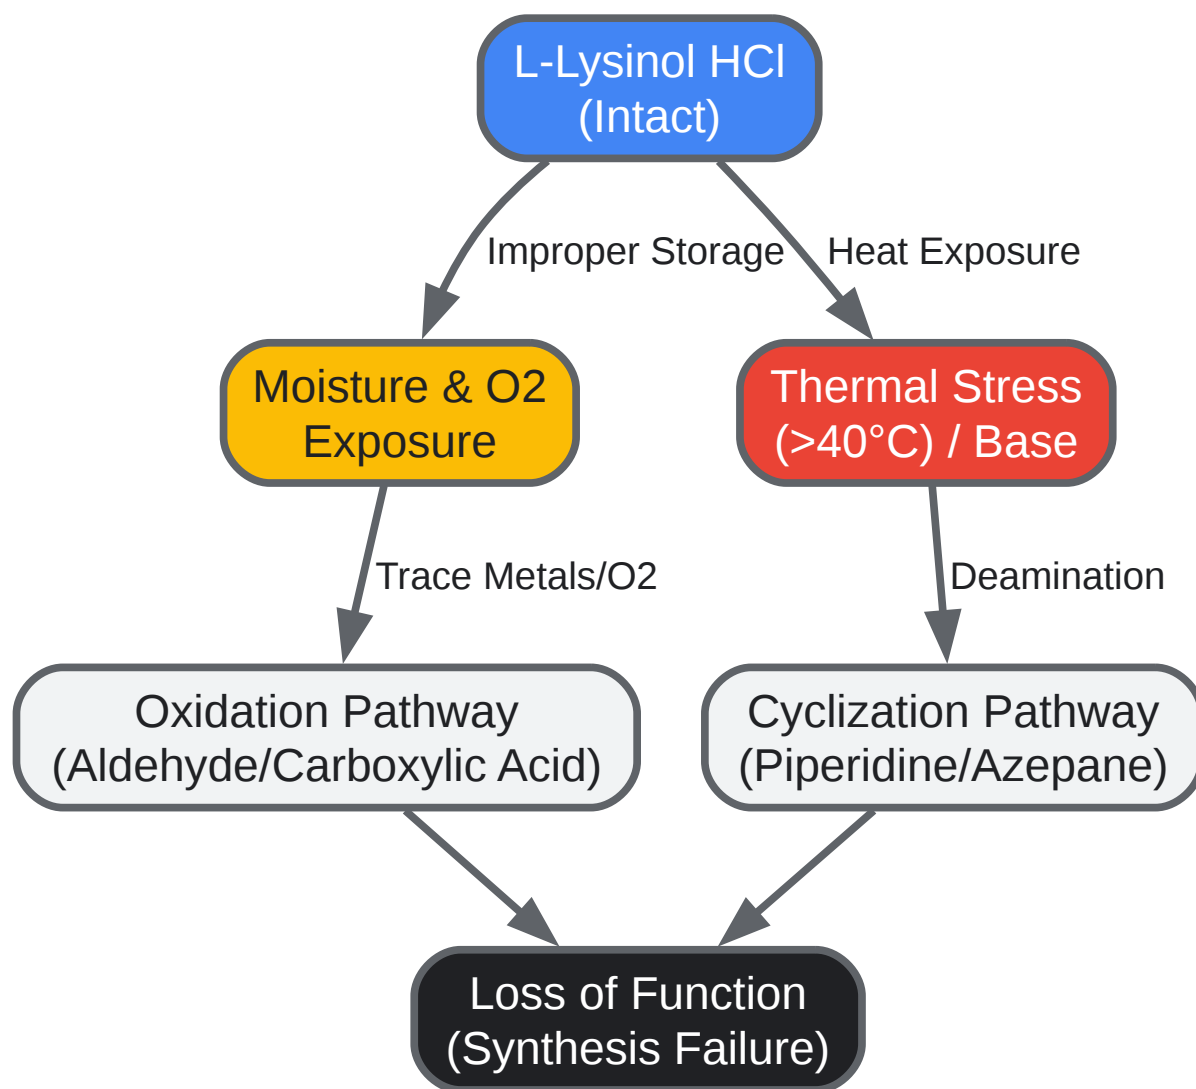 L-Lysinol HCl
(Intact)
Improper Storage
Heat Exposure
Moisture & O2
Exposure
Thermal Stress
(>40°C) / Base
Trace Metals/O2
Deamination
Oxidation Pathway
(Aldehyde/Carboxylic Acid)
Cyclization Pathway
(Piperidine/Azepane)
Loss of Function
(Synthesis Failure)